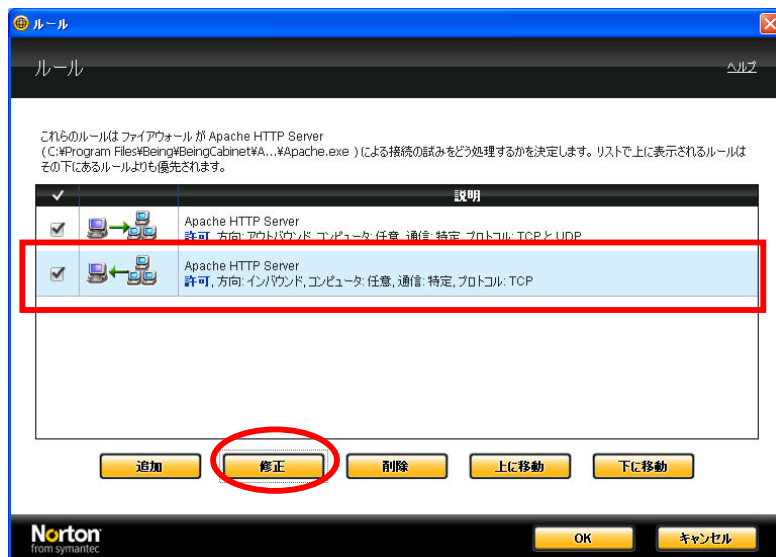 ルール
ルール
ヘルプ
これらのルールは ファイアウォール が Apache HTTP Server
( C:¥Program Files¥Being¥BeingCabinet¥A...¥Apache.exe ) による接続の試みをどう処理するかを決定します。リストで上に表示されるルールは
その下にあるルールよりも優先されます。
説明
Apache HTTP Server
許可, 方向: アウトバウンド, コンピュータ: 任意, 通信: 特定, プロトコル: TCP と UDP
Apache HTTP Server
許可, 方向: インバウンド, コンピュータ: 任意, 通信: 特定, プロトコル: TCP
追加 修正 削除 上に移動 下に移動
Norton
from symantec
OK キャンセル